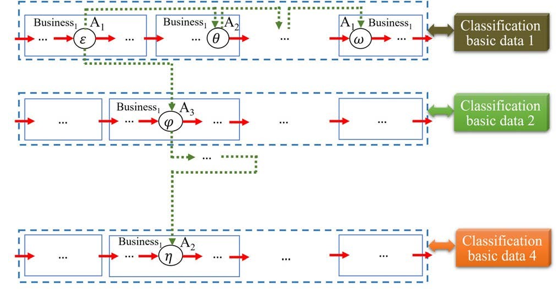 Business₁ A₁ Business₁ A₂ A₁ Business₁
... ε ... ... θ ... ω ...
Classification
basic data 1
Business₁ A₃
... ... φ ... ... ...
Classification
basic data 2
...
Business₁ A₂
... ... η ... ... ...
Classification
basic data 4